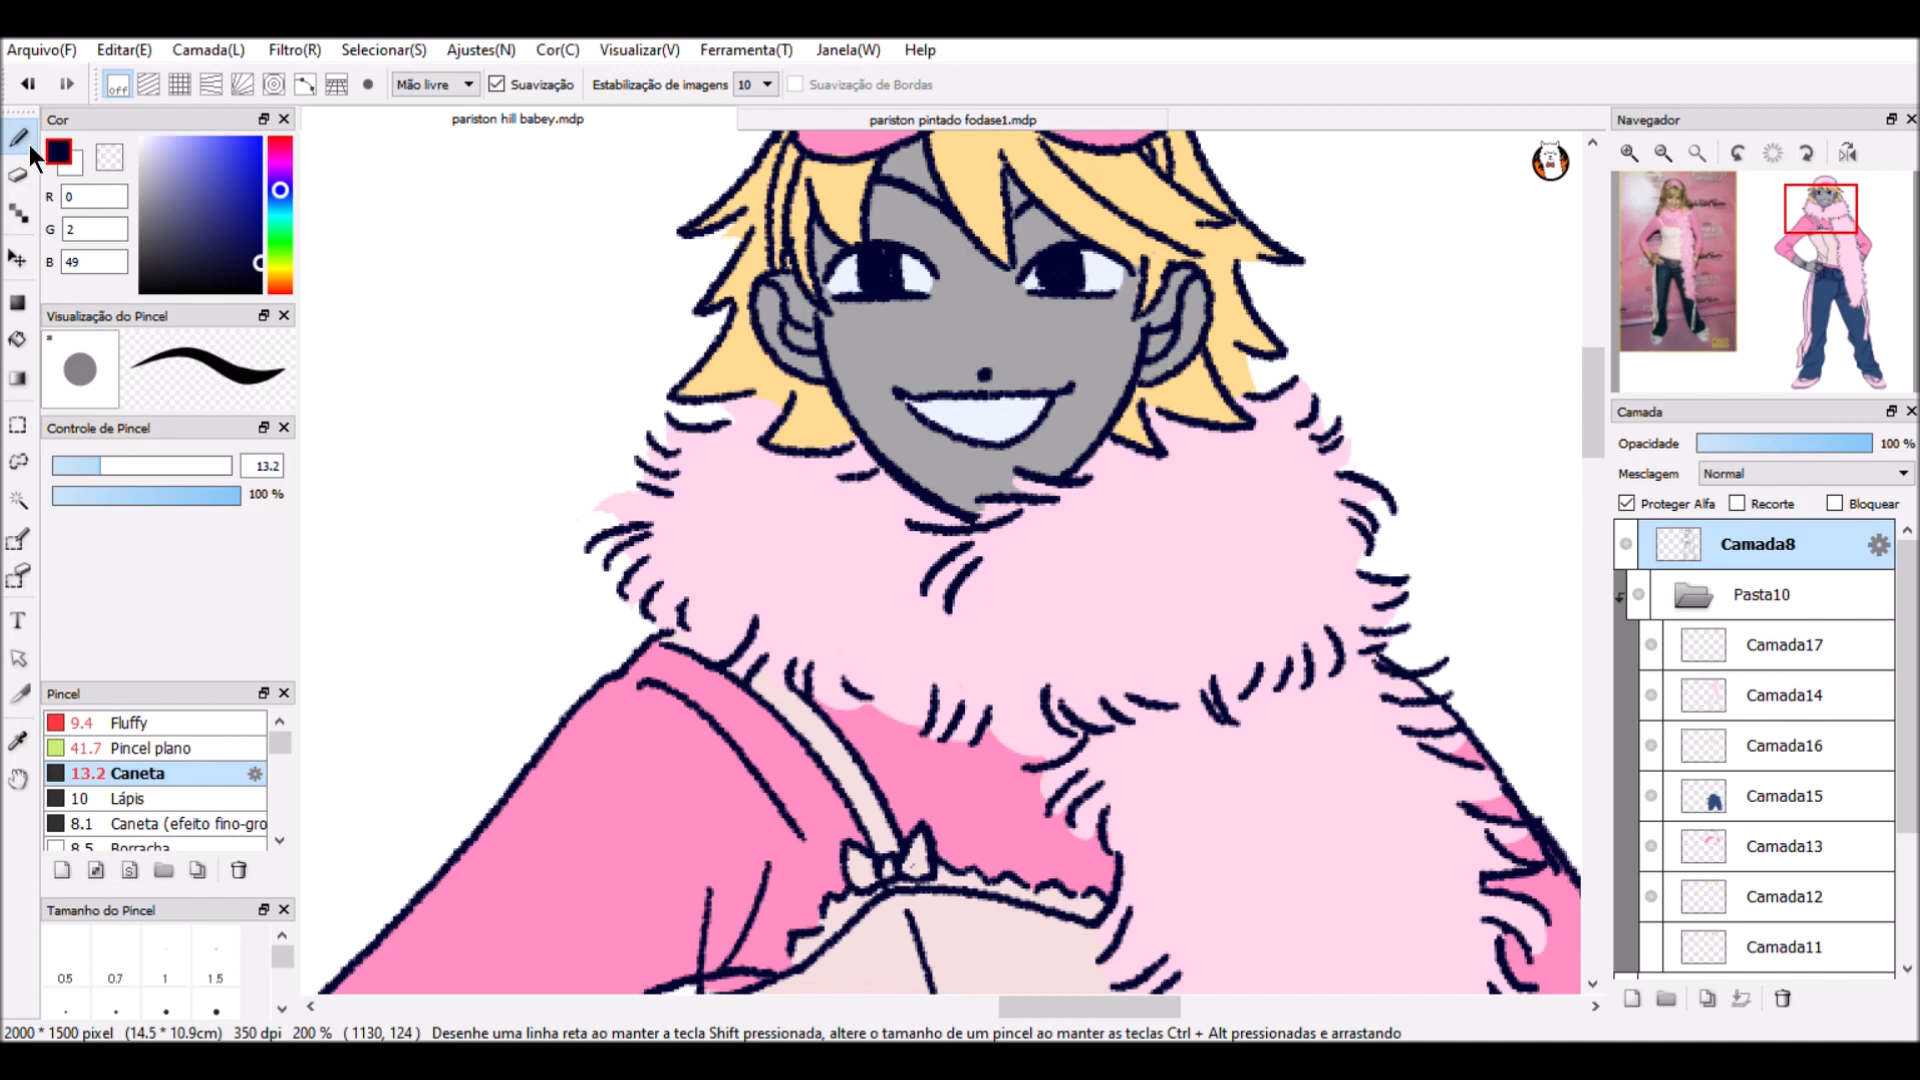 Arquivo(F) Editar(E) Camada(L) Filtro(R) Selecionar(S) Ajustes(N) Cor(C) Visualizar(V) Ferramenta(T) Janela(W) Help
off Mão livre Suavização Estabilização de imagens 10 Suavização de Bordas
Cor
R 0
G 2
B 49
Visualização do Pincel
*
Controle de Pincel
13.2
100 %
Pincel
9.4 Fluffy
41.7 Pincel plano
13.2 Caneta
10 Lápis
8.1 Caneta (efeito fino-gro
8.5 Borracha
Tamanho do Pincel
0.5 0.7 1 1.5
T
pariston hill babey.mdp
pariston pintado fodase1.mdp
Navegador
Camada
Opacidade 100 %
Mesclagem Normal
Proteger Alfa Recorte Bloquear
Camada8
Pasta10
Camada17
Camada14
Camada16
Camada15
Camada13
Camada12
Camada11
2000 * 1500 pixel (14.5 * 10.9cm) 350 dpi 200 % ( 1130, 124 ) Desenhe uma linha reta ao manter a tecla Shift pressionada, altere o tamanho de um pincel ao manter as teclas Ctrl + Alt pressionadas e arrastando